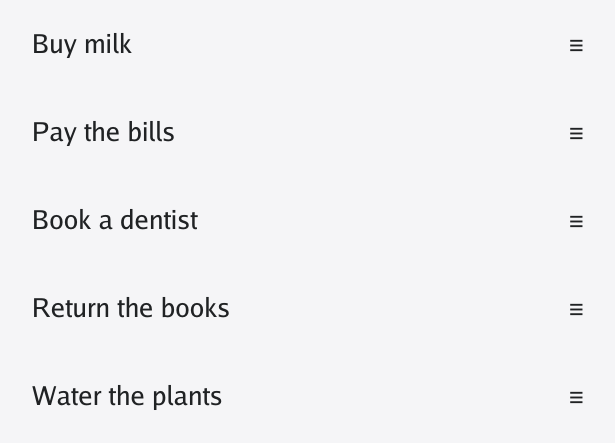 Buy milk
Pay the bills
Book a dentist
Return the books
Water the plants